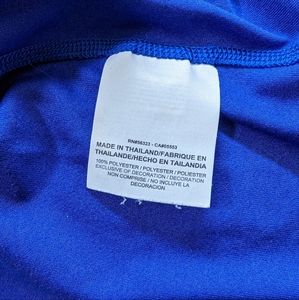 RN#56323 - CA#05553
MADE IN THAILAND/FABRIQUE EN
THAILANDE/HECHO EN TAILANDIA
100% POLYESTER / POLYESTER / POLIESTER
EXCLUSIVE OF DECORATION / DECORATION
NON COMPRISE / NO INCLUYE LA
DECORACION